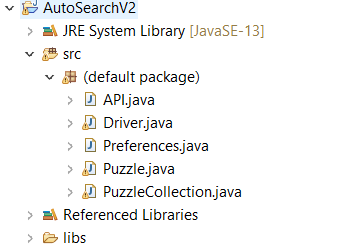 AutoSearchV2
JRE System Library [JavaSE-13]
src
(default package)
API.java
Driver.java
Preferences.java
Puzzle.java
PuzzleCollection.java
Referenced Libraries
libs